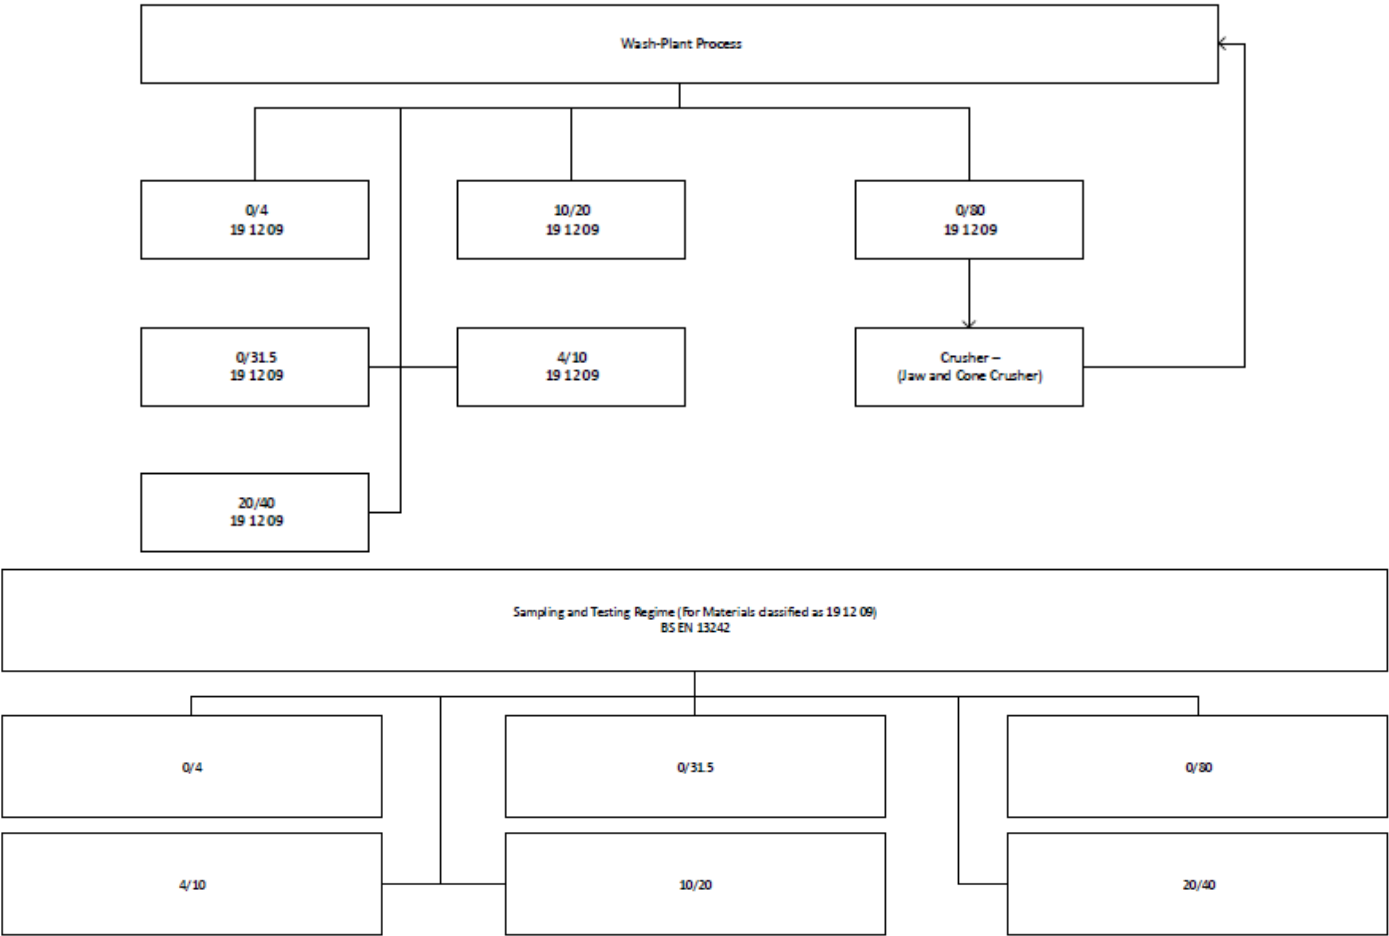 Wash-Plant Process
0/4
19 12 09
10/20
19 12 09
0/80
19 12 09
0/31.5
19 12 09
4/10
19 12 09
Crusher –
(Jaw and Cone Crusher)
20/40
19 12 09
Sampling and Testing Regime (For Materials classified as 19 12 09)
BS EN 13242
0/4
0/31.5
0/80
4/10
10/20
20/40